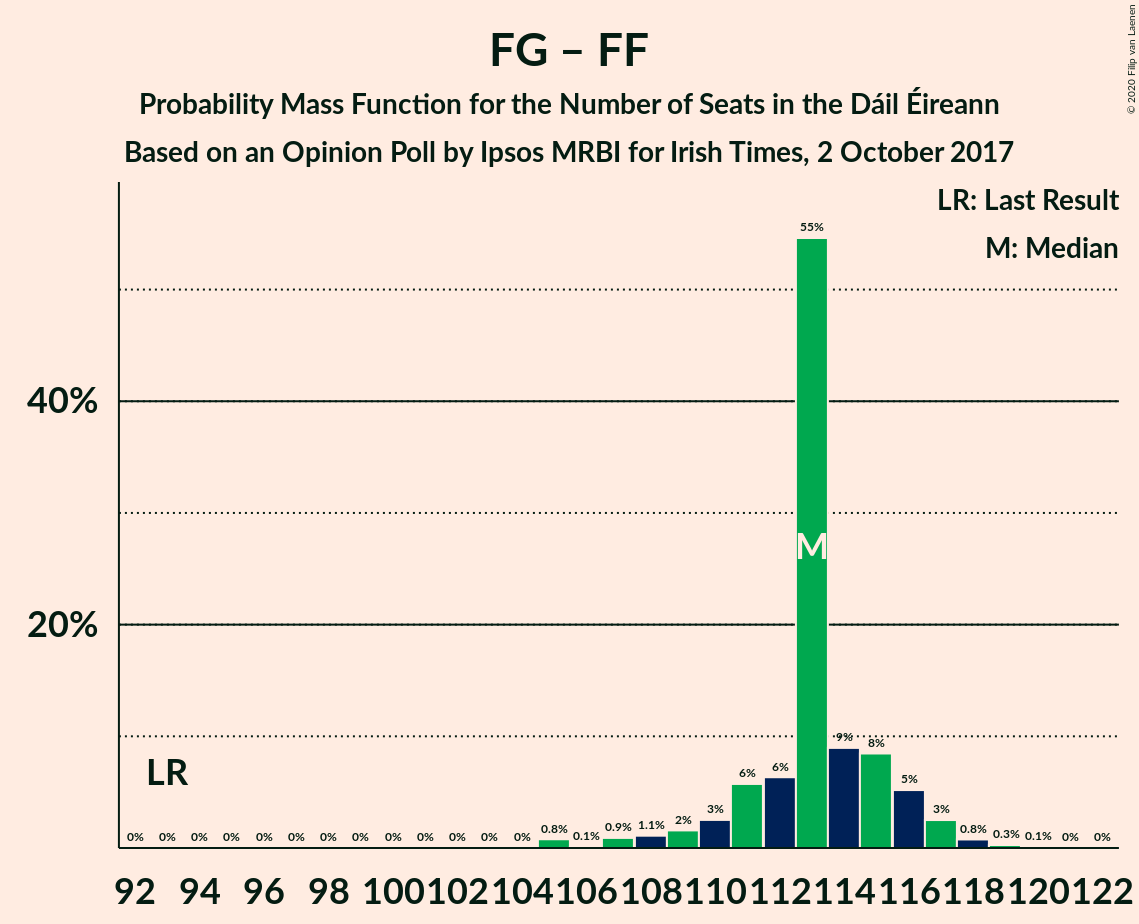 FG – FF
Probability Mass Function for the Number of Seats in the Dáil Éireann
Based on an Opinion Poll by Ipsos MRBI for Irish Times, 2 October 2017
© 2020 Filip van Laenen
LR: Last Result
M: Median
55%
40%
M
20%
LR
0% 0% 0% 0% 0% 0% 0% 0% 0% 0% 0% 0% 0% 0.8% 0.1% 0.9% 1.1% 2% 3% 6% 6% 9% 8% 5% 3% 0.8% 0.3% 0.1% 0% 0%
92 94 96 98 100 102 104 106 108 110 112 114 116 118 120 122